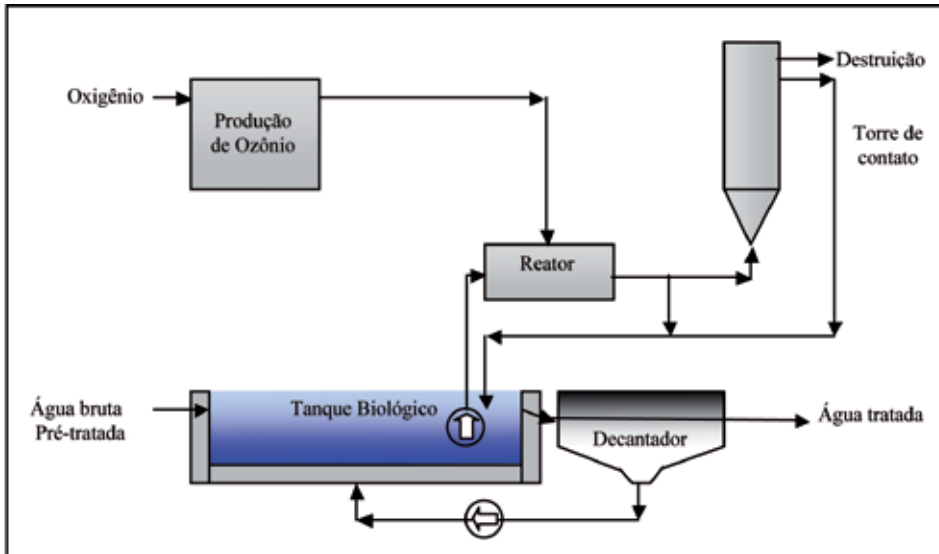 Destruição
Oxigênio
Produção
de Ozônio
Torre de
contato
Reator
Água bruta
Pré-tratada
Tanque Biológico
Decantador
Água tratada